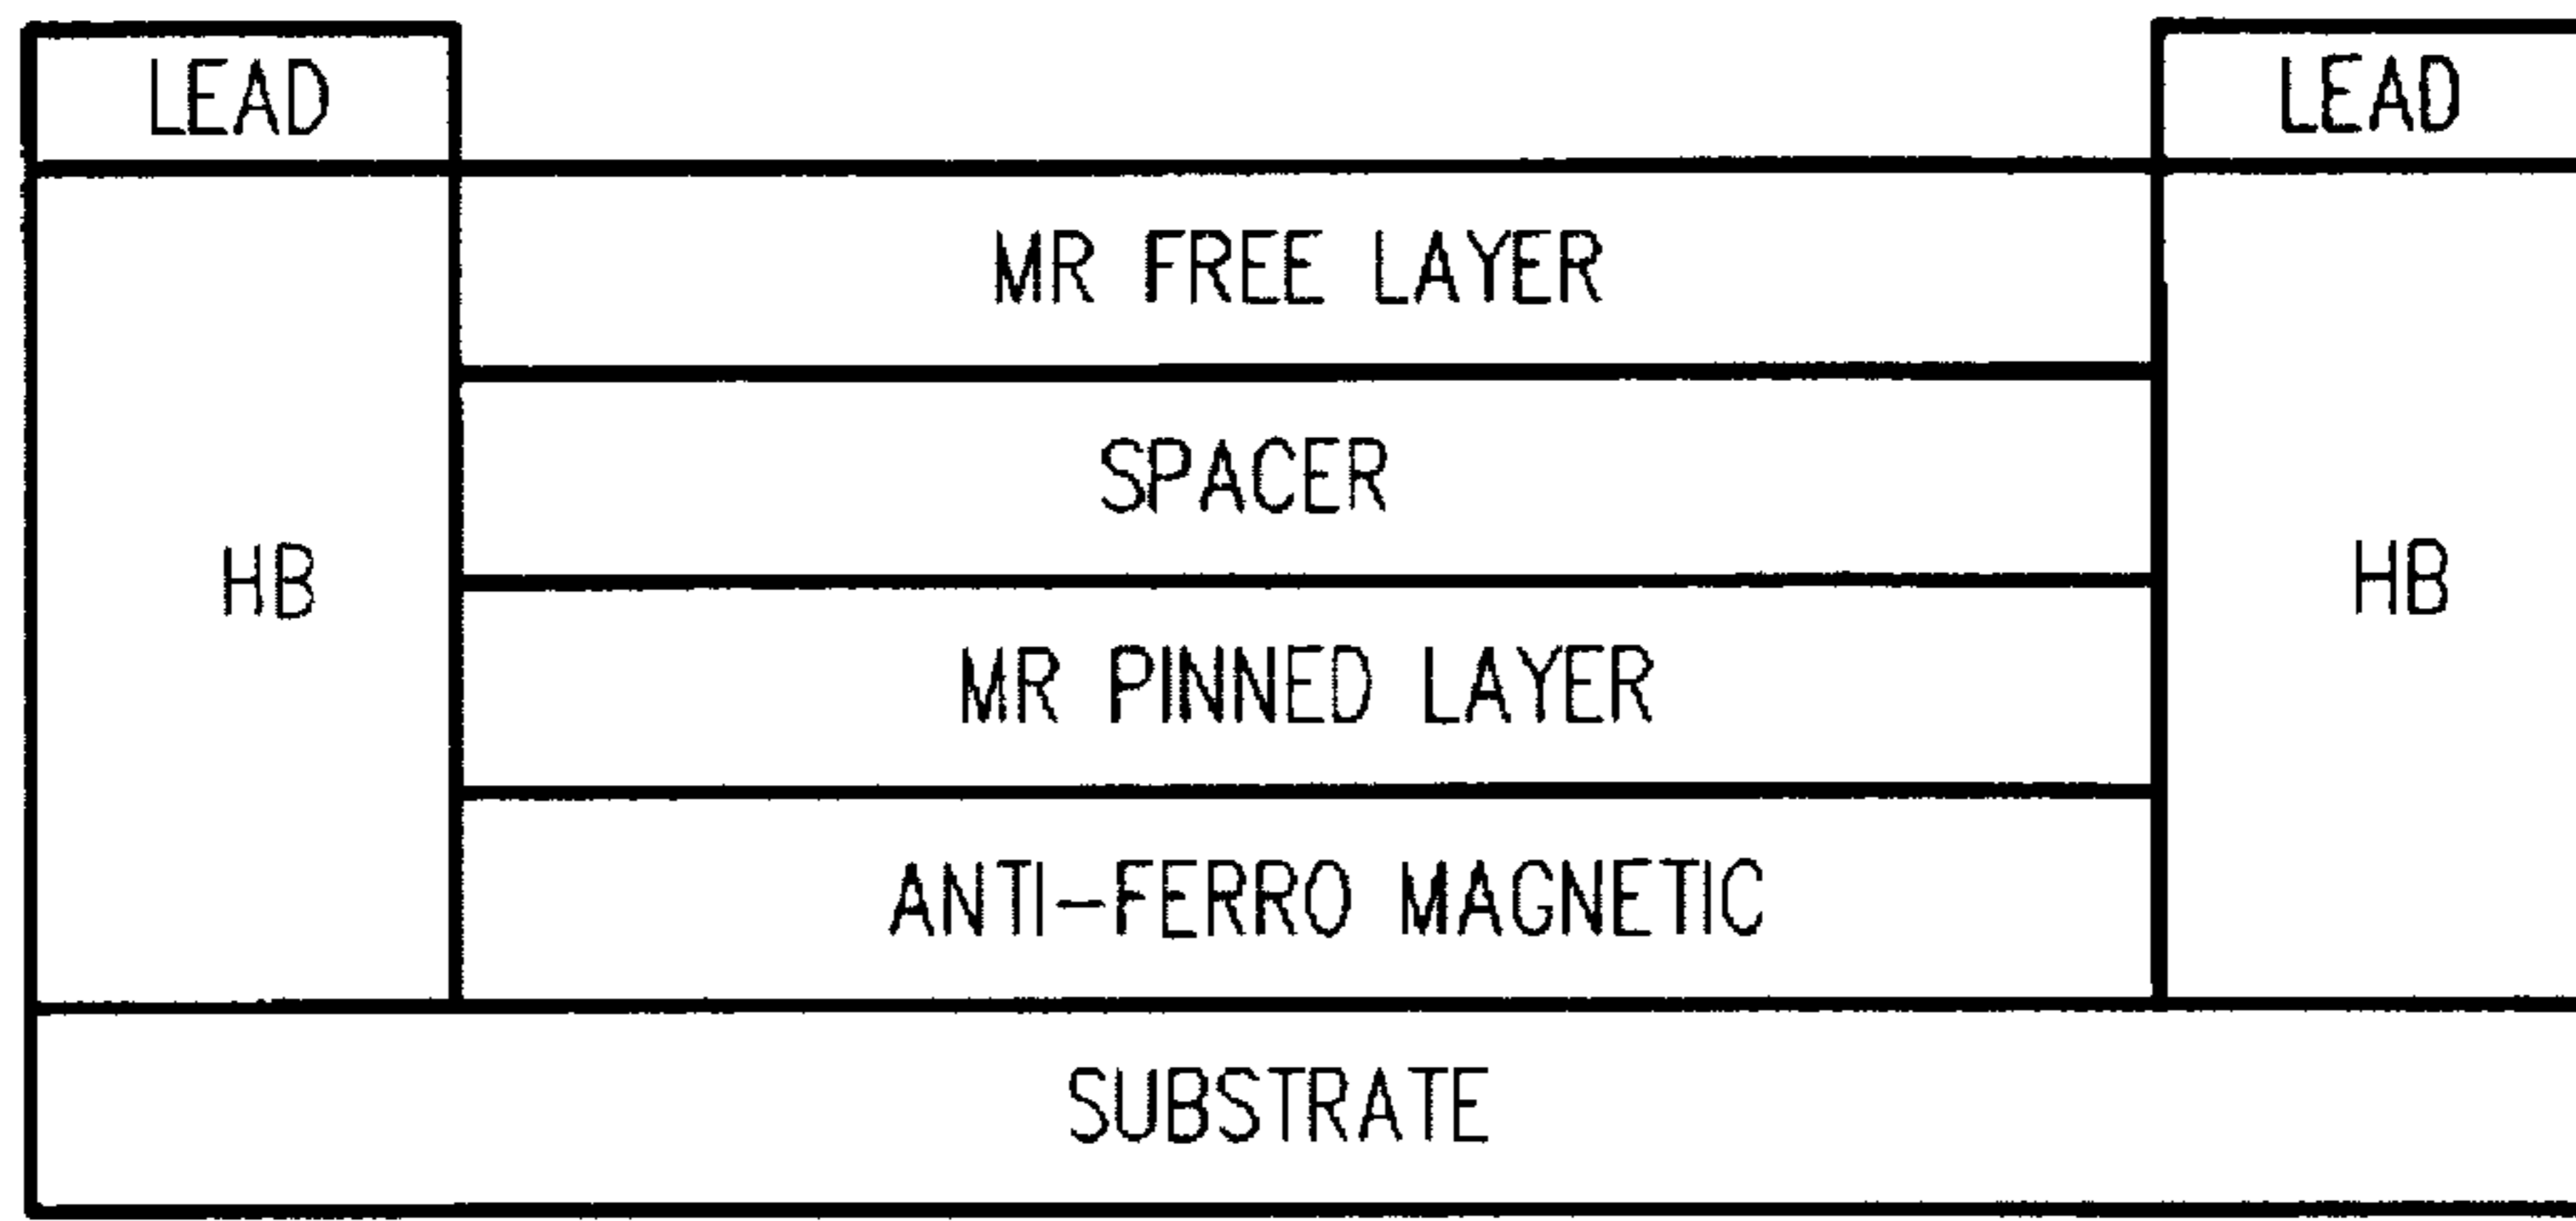 LEAD
LEAD
MR FREE LAYER
SPACER
HB
HB
MR PINNED LAYER
ANTI-FERRO MAGNETIC
SUBSTRATE